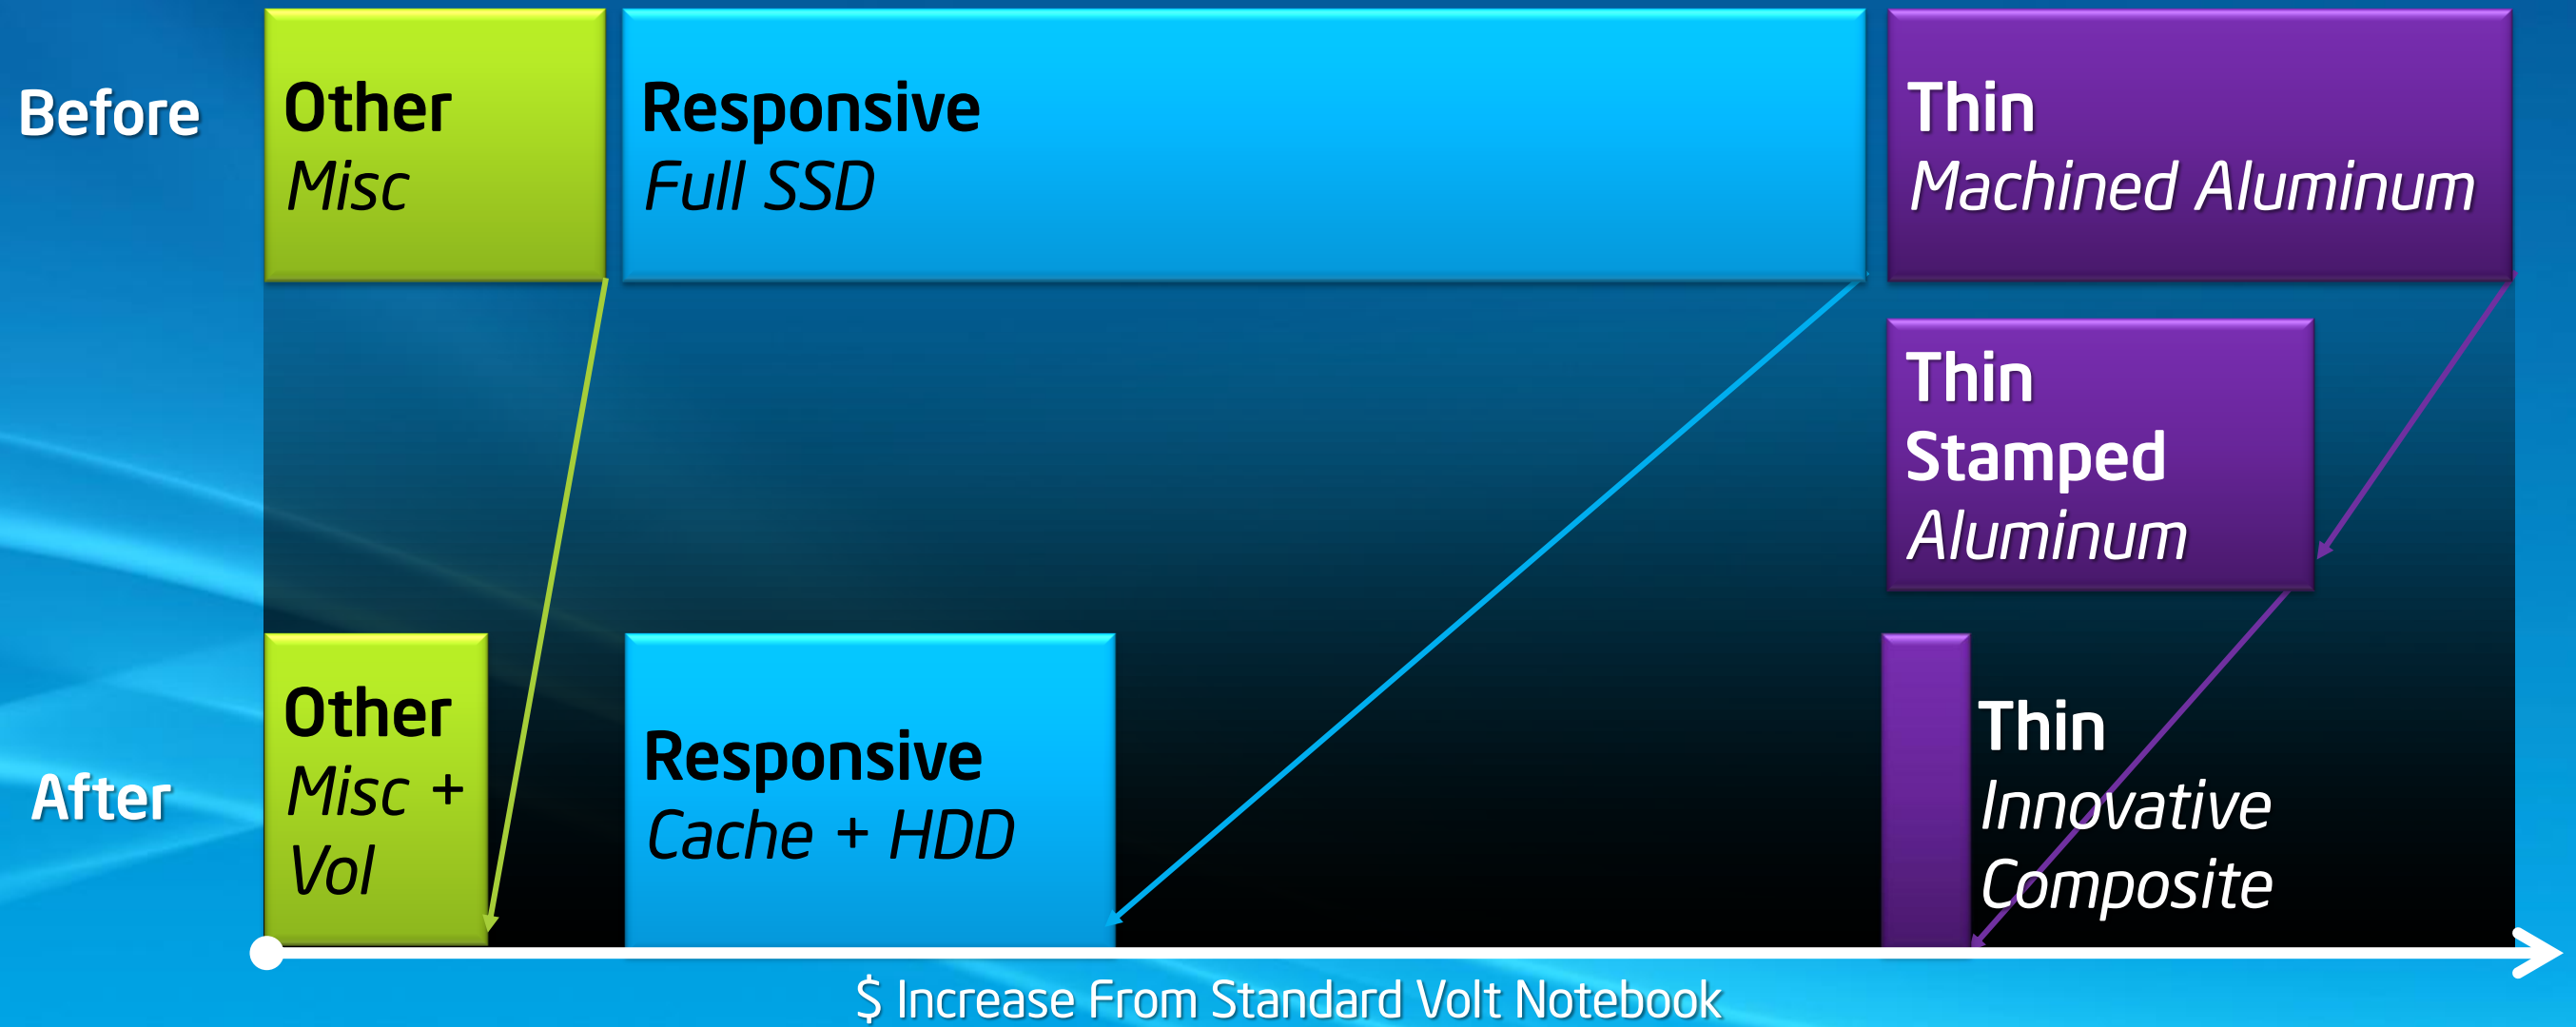 Before
Other
Misc
Responsive
Full SSD
Thin
Machined Aluminum
Thin
Stamped
Aluminum
After
Other
Misc +
Vol
Responsive
Cache + HDD
Thin
Innovative
Composite
$ Increase From Standard Volt Notebook